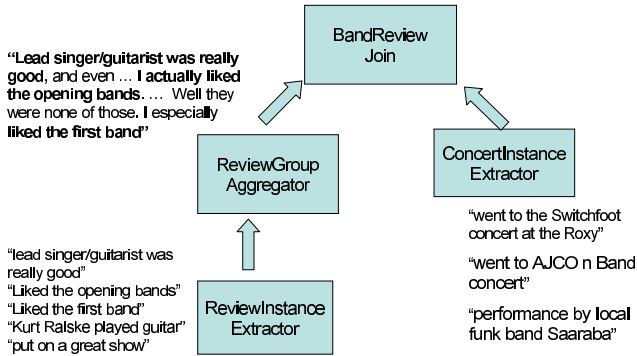 BandReview
Join
“Lead singer/guitarist was really
good, and even ... I actually liked
the opening bands. ... Well they
were none of those. I especially
liked the first band”
ReviewGroup
Aggregator
ConcertInstance
Extractor
“went to the Switchfoot
concert at the Roxy”
“went to AJCO n Band
concert”
“performance by local
funk band Saaraba”
“lead singer/guitarist was
really good”
“Liked the opening bands”
“Liked the first band”
“Kurt Ralske played guitar”
“put on a great show”
ReviewInstance
Extractor